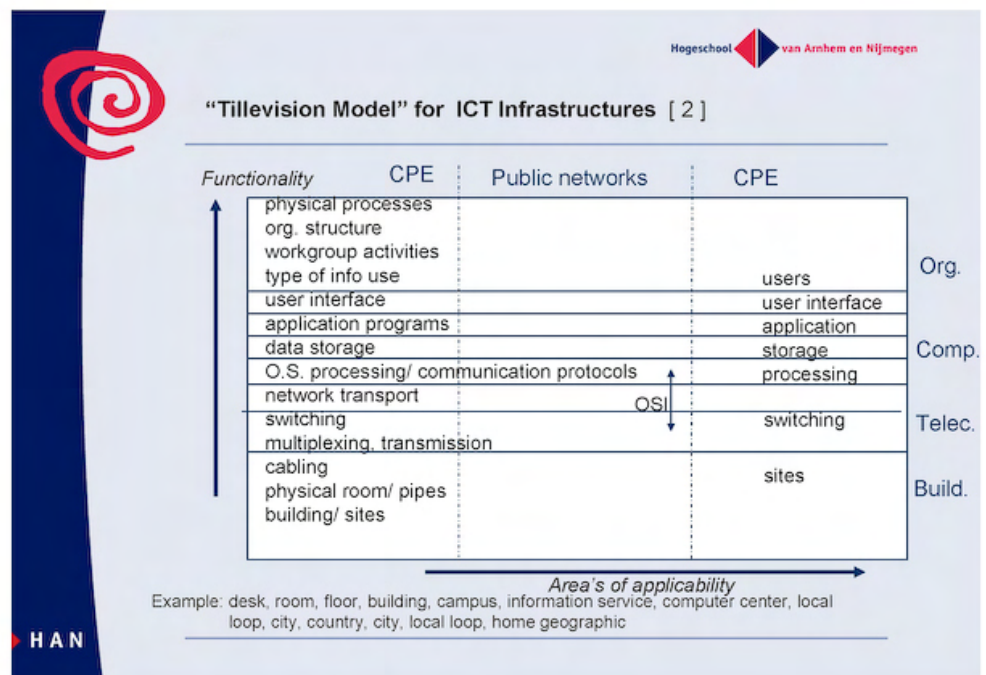 Hogeschool van Arnhem en Nijmegen
“Tillevision Model” for ICT Infrastructures [ 2 ]
Functionality CPE Public networks CPE
physical processes
org. structure
workgroup activities
Org.
type of info use users
user interface user interface
application programs application
data storage storage Comp.
O.S. processing/ communication protocols processing
network transport
OSI
switching switching Telec.
multiplexing, transmission
cabling
sites
physical room/ pipes Build.
building/ sites
Area's of applicability
Example: desk, room, floor, building, campus, information service, computer center, local
loop, city, country, city, local loop, home geographic
HAN